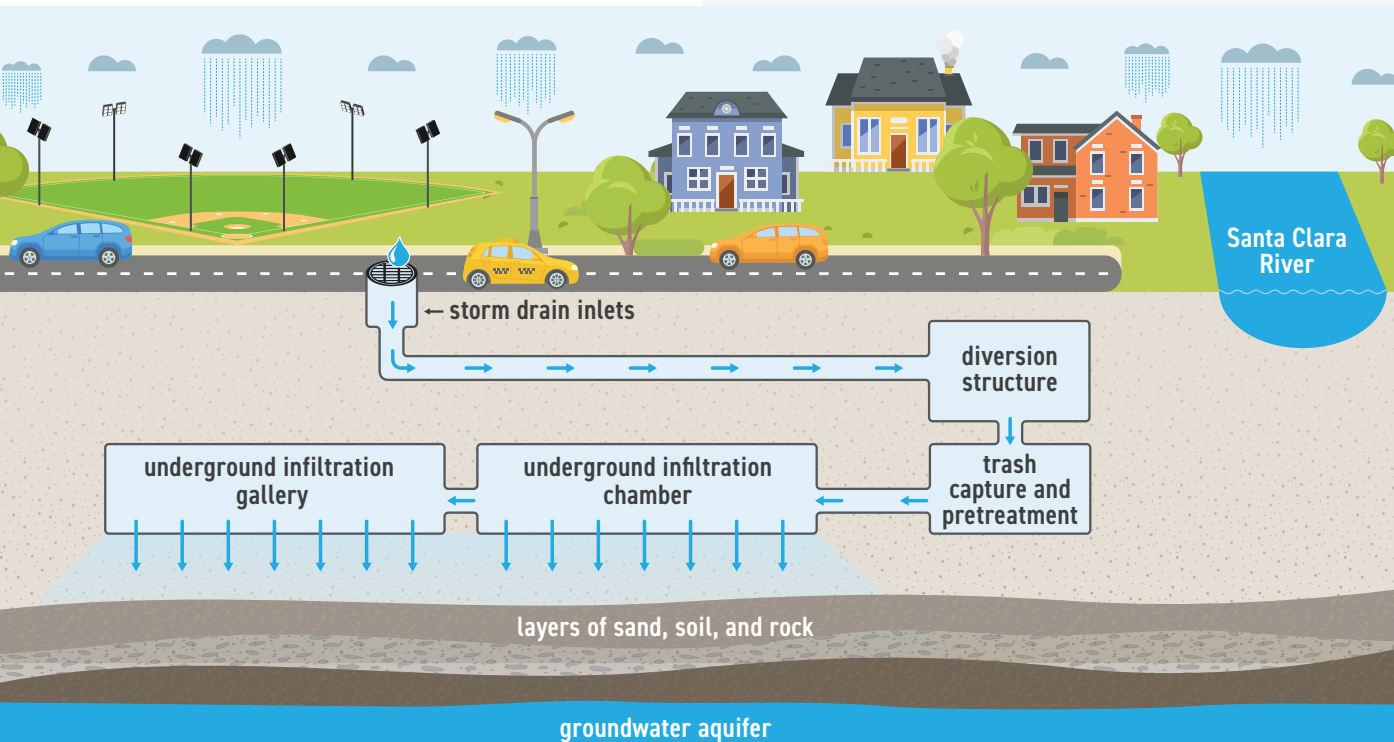 Santa Clara
River
storm drain inlets
diversion
structure
underground infiltration
gallery
underground infiltration
chamber
trash
capture and
pretreatment
layers of sand, soil, and rock
groundwater aquifer